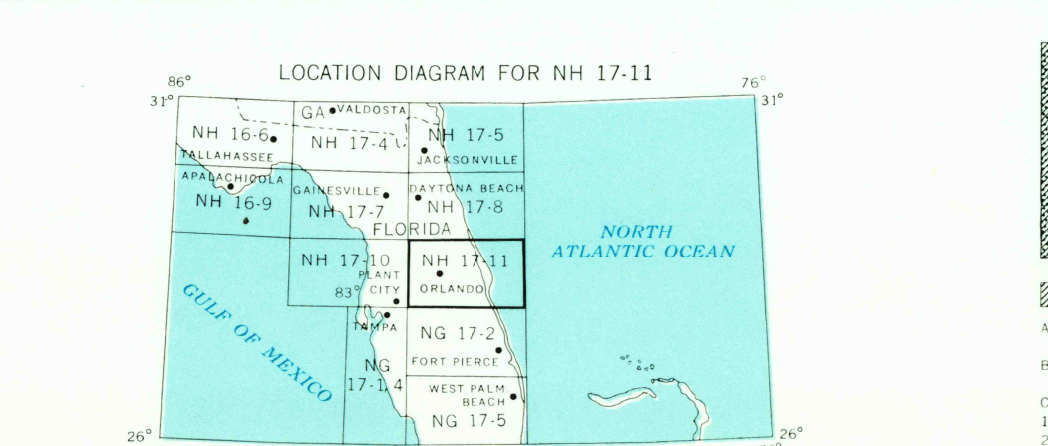 LOCATION DIAGRAM FOR NH 17-11
86°
76°
31°
31°
GA
VALDOSTA
NH 16-6
TALLAHASSEE
NH 17-4
NH 17-5
JACKSONVILLE
APALACHICOLA
NH 16-9
GAINESVILLE
NH 17-7
DAYTONA BEACH
NH 17-8
FLORIDA
NORTH
ATLANTIC OCEAN
NH 17-10
PLANT
CITY
83°
NH 17-11
ORLANDO
GULF OF MEXICO
TAMPA
NG 17-2
FORT PIERCE
NG
17-1,4
WEST PALM
BEACH
NG 17-5
26°
26°
A
B
C
1
2